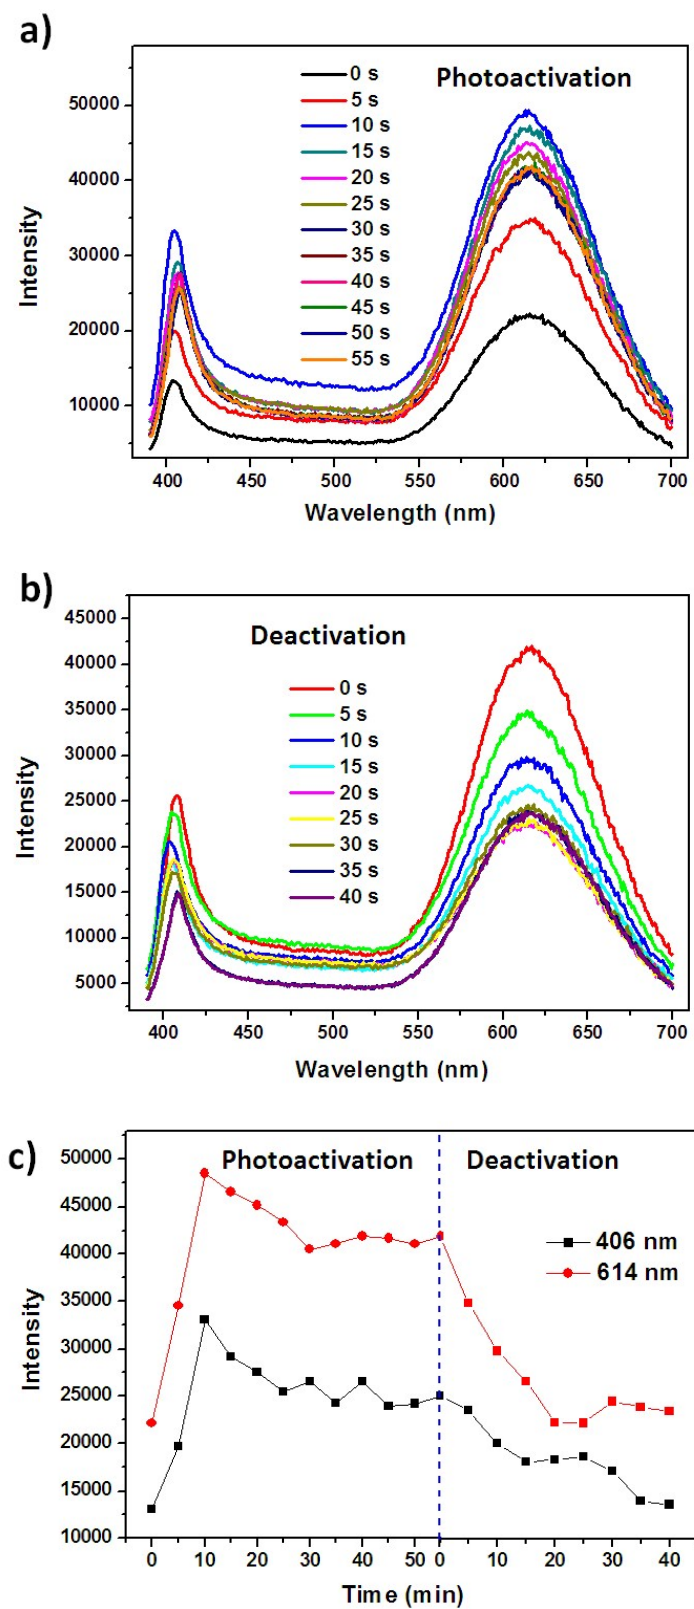 a)
Photoactivation
0 s
5 s
10 s
15 s
20 s
25 s
30 s
35 s
40 s
45 s
50 s
55 s
50000
40000
30000
20000
10000
Intensity
400 450 500 550 600 650 700
Wavelength (nm)
b)
Deactivation
0 s
5 s
10 s
15 s
20 s
25 s
30 s
35 s
40 s
45000
40000
35000
30000
25000
20000
15000
10000
5000
Intensity
400 450 500 550 600 650 700
Wavelength (nm)
c)
Photoactivation Deactivation
406 nm
614 nm
50000
45000
40000
35000
30000
25000
20000
15000
10000
Intensity
0 10 20 30 40 50 0 10 20 30 40
Time (min)